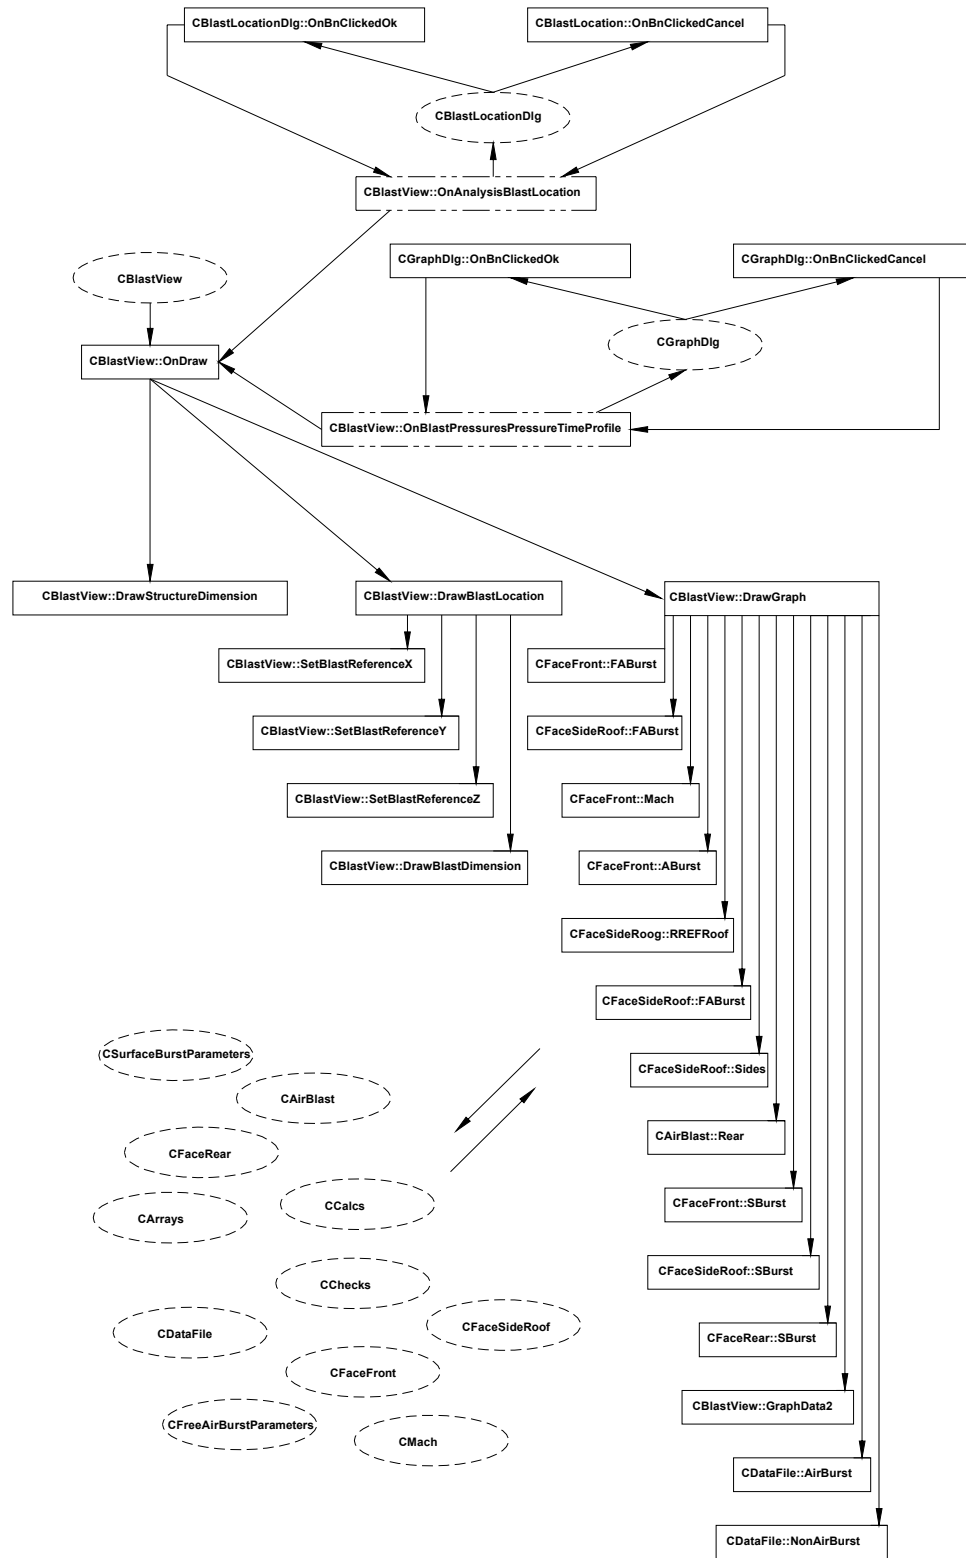 CBlastLocationDlg::OnBnClickedOk
CBlastLocation::OnBnClickedCancel
CBlastLocationDlg
CBlastView::OnAnalysisBlastLocation
CBlastView
CGraphDlg::OnBnClickedOk
CGraphDlg::OnBnClickedCancel
CGraphDlg
CBlastView::OnDraw
CBlastView::OnBlastPressuresPressureTimeProfile
CBlastView::DrawStructureDimension
CBlastView::DrawBlastLocation
CBlastView::DrawGraph
CBlastView::SetBlastReferenceX
CFaceFront::FABurst
CBlastView::SetBlastReferenceY
CFaceSideRoof::FABurst
CBlastView::SetBlastReferenceZ
CFaceFront::Mach
CBlastView::DrawBlastDimension
CFaceFront::ABurst
CFaceSideRoog::RREFRoof
CFaceSideRoof::FABurst
CSurfaceBurstParameters
CFaceSideRoof::Sides
CAirBlast
CAirBlast::Rear
CFaceRear
CCalcs
CFaceFront::SBurst
CArrays
CFaceSideRoof::SBurst
CChecks
CFaceSideRoof
CDataFile
CFaceRear::SBurst
CFaceFront
CBlastView::GraphData2
CFreeAirBurstParameters
CMach
CDataFile::AirBurst
CDataFile::NonAirBurst